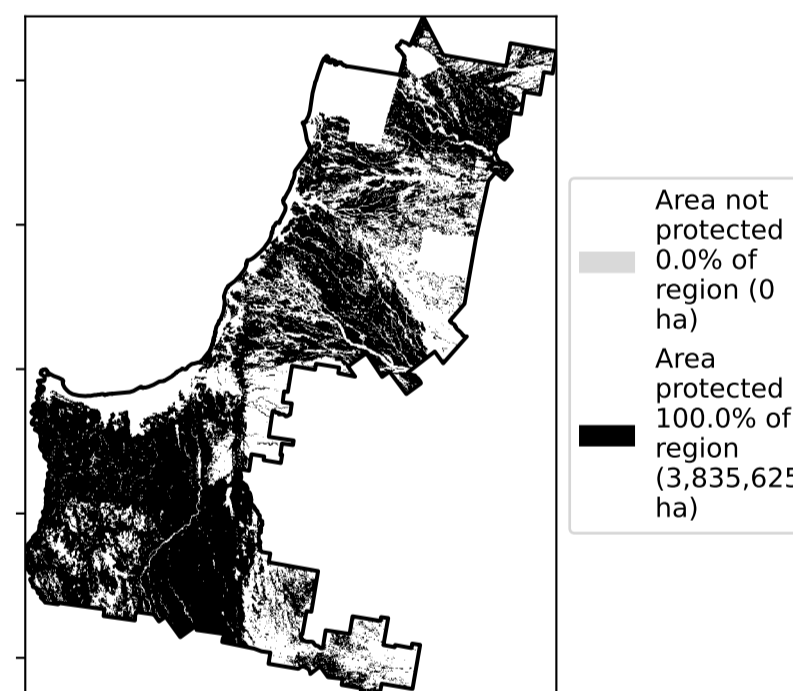 Area not
protected
0.0% of
region (0
ha)
Area
protected
100.0% of
region
(3,835,625
ha)